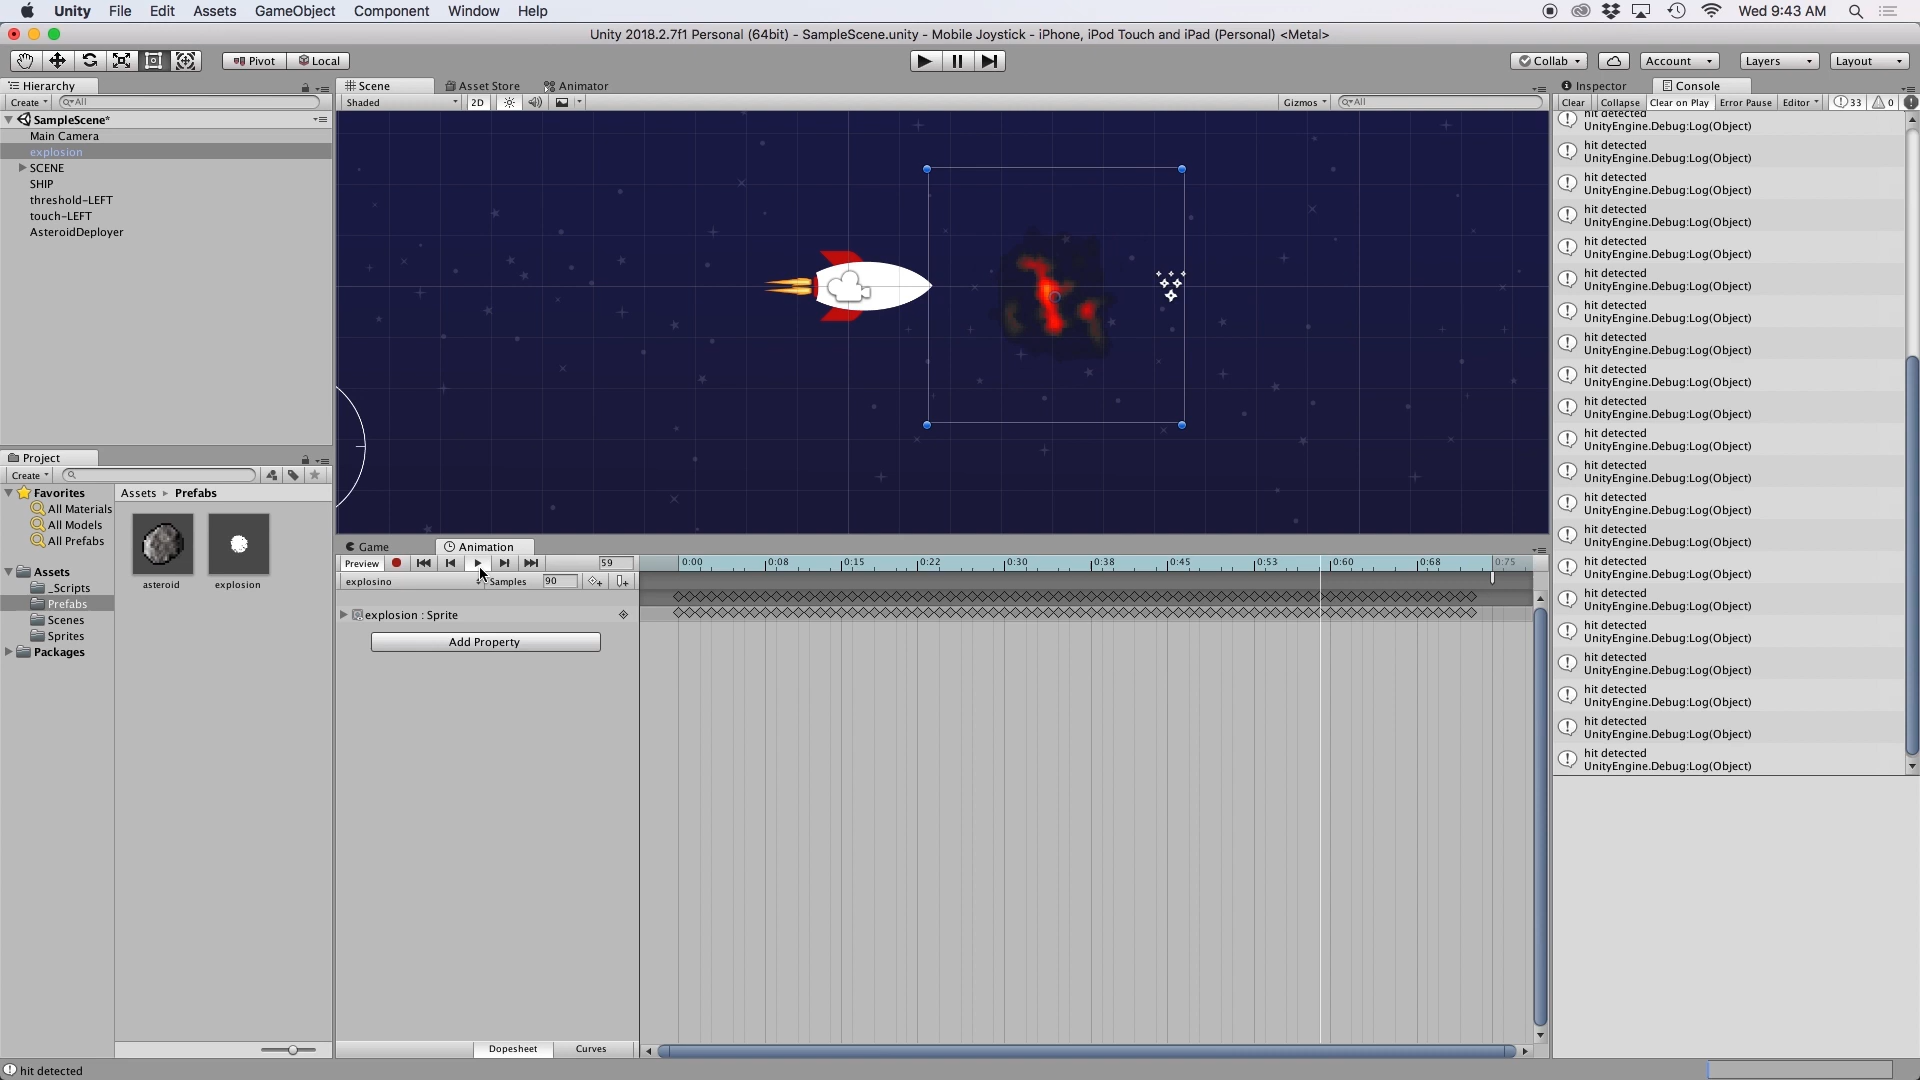 Unity File Edit Assets GameObject Component Window Help Wed 9:43 AM
Unity 2018.2.7f1 Personal (64bit) - SampleScene.unity - Mobile Joystick - iPhone, iPod Touch and iPad (Personal) <Metal>
Pivot Local Collab Account Layers Layout
Hierarchy
Create All
SampleScene*
Main Camera
explosion
SCENE
SHIP
threshold-LEFT
touch-LEFT
AsteroidDeployer
Scene Asset Store Animator
Shaded 2D Gizmos All
Inspector Console
Clear Collapse Clear on Play Error Pause Editor 33 0
hit detected
UnityEngine.Debug:Log(Object)
hit detected
UnityEngine.Debug:Log(Object)
hit detected
UnityEngine.Debug:Log(Object)
hit detected
UnityEngine.Debug:Log(Object)
hit detected
UnityEngine.Debug:Log(Object)
hit detected
UnityEngine.Debug:Log(Object)
hit detected
UnityEngine.Debug:Log(Object)
hit detected
UnityEngine.Debug:Log(Object)
hit detected
UnityEngine.Debug:Log(Object)
hit detected
UnityEngine.Debug:Log(Object)
hit detected
UnityEngine.Debug:Log(Object)
hit detected
UnityEngine.Debug:Log(Object)
hit detected
UnityEngine.Debug:Log(Object)
hit detected
UnityEngine.Debug:Log(Object)
hit detected
UnityEngine.Debug:Log(Object)
hit detected
UnityEngine.Debug:Log(Object)
hit detected
UnityEngine.Debug:Log(Object)
hit detected
UnityEngine.Debug:Log(Object)
hit detected
UnityEngine.Debug:Log(Object)
hit detected
UnityEngine.Debug:Log(Object)
hit detected
UnityEngine.Debug:Log(Object)
Project
Create
Favorites
All Materials
All Models
All Prefabs
Assets
_Scripts
Prefabs
Scenes
Sprites
Packages
Assets Prefabs
asteroid explosion
Game Animation
Preview 59
explosino Samples 90
0:00 0:08 0:15 0:22 0:30 0:38 0:45 0:53 0:60 0:68 0:75
explosion : Sprite
Add Property
Dopesheet Curves
hit detected